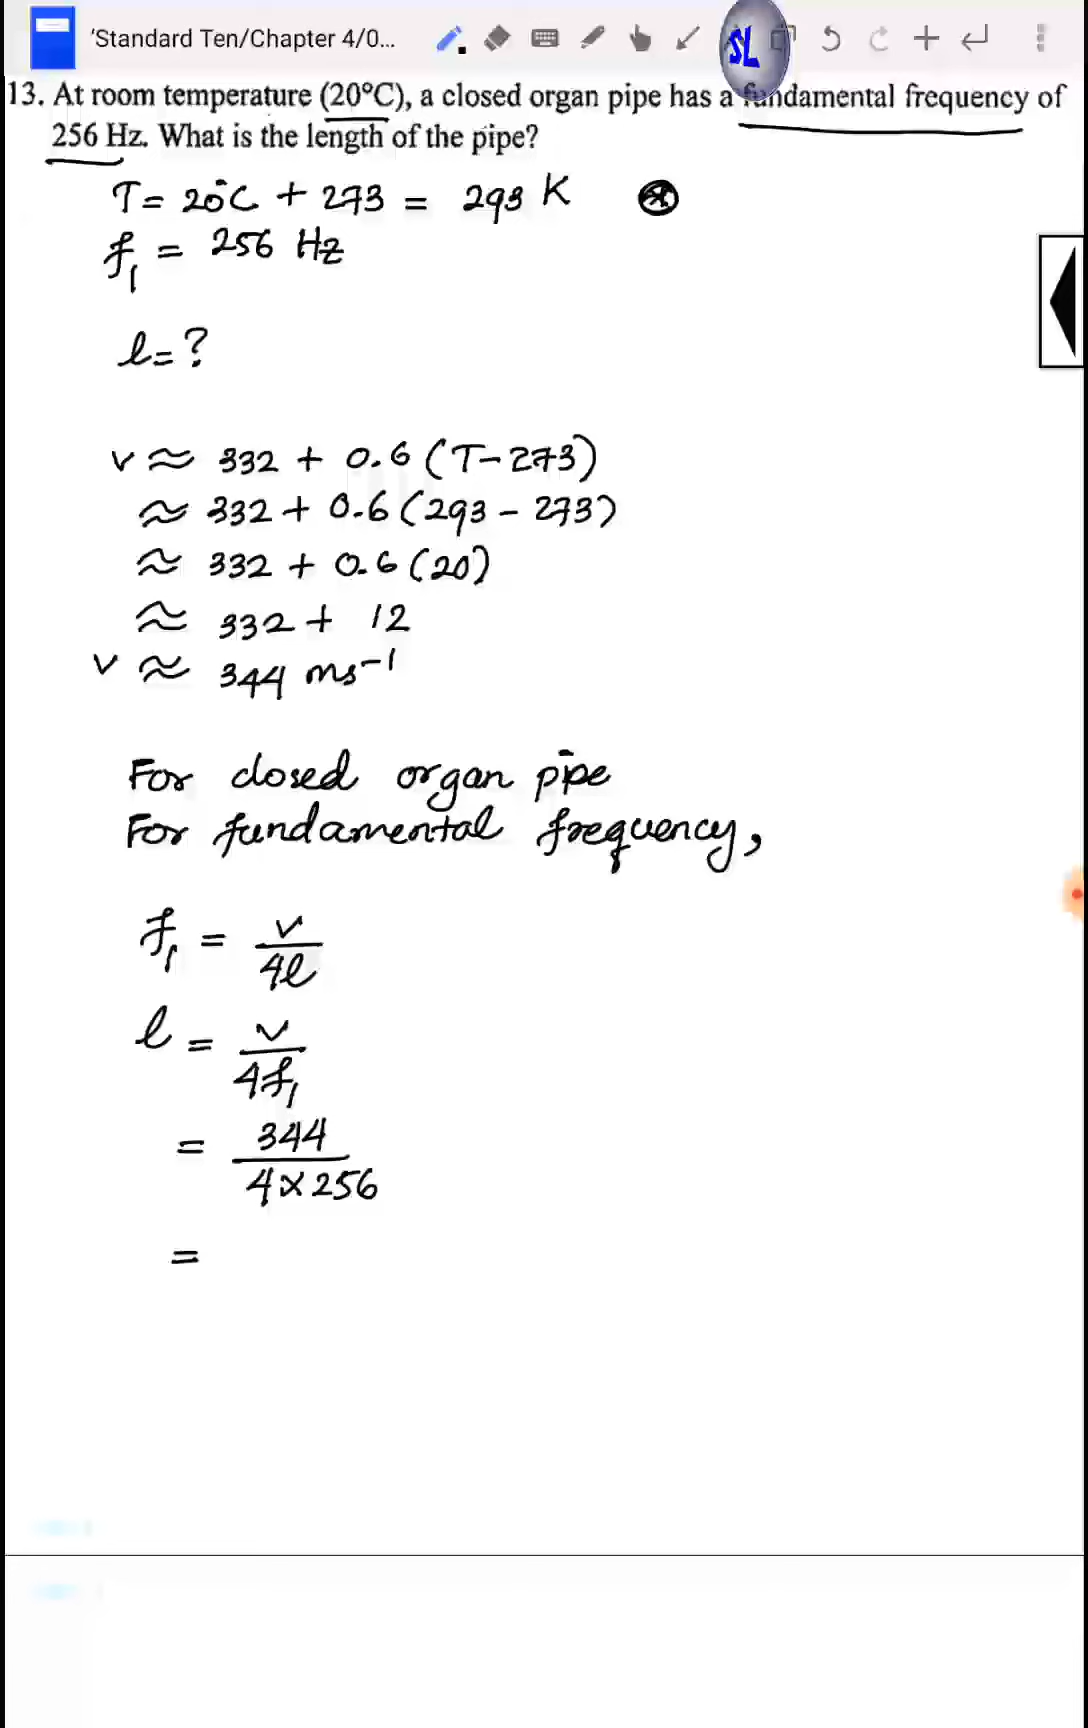 'Standard Ten/Chapter 4/0...
SL
13. At room temperature (20°C), a closed organ pipe has a fundamental frequency of
256 Hz. What is the length of the pipe?
T = 20°C + 273 = 293 K
f₁ = 256 Hz
l = ?
v ≈ 332 + 0.6 (T - 273)
≈ 332 + 0.6 (293 - 273)
≈ 332 + 0.6 (20)
≈ 332 + 12
v ≈ 344 ms⁻¹
For closed organ pipe
For fundamental frequency,
f₁ = v/4l
l = v/4f₁
= 344/4×256
=